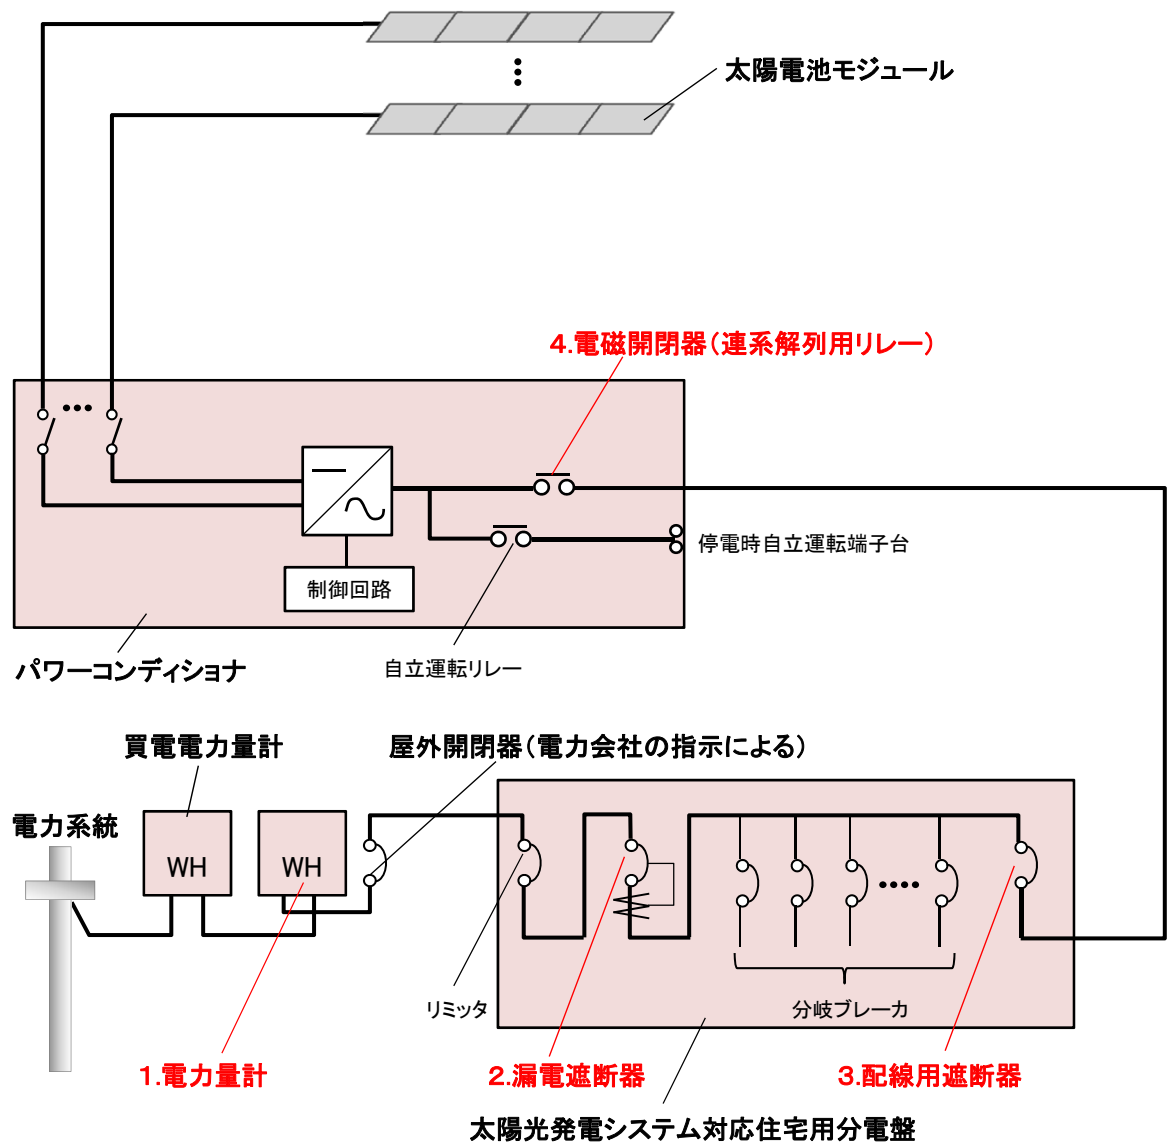 太陽電池モジュール
4.電磁開閉器（連系解列用リレー）
停電時自立運転端子台
制御回路
パワーコンディショナ
自立運転リレー
買電電力量計
屋外開閉器（電力会社の指示による）
電力系統
WH
WH
リミッタ
分岐ブレーカ
1.電力量計
2.漏電遮断器
3.配線用遮断器
太陽光発電システム対応住宅用分電盤